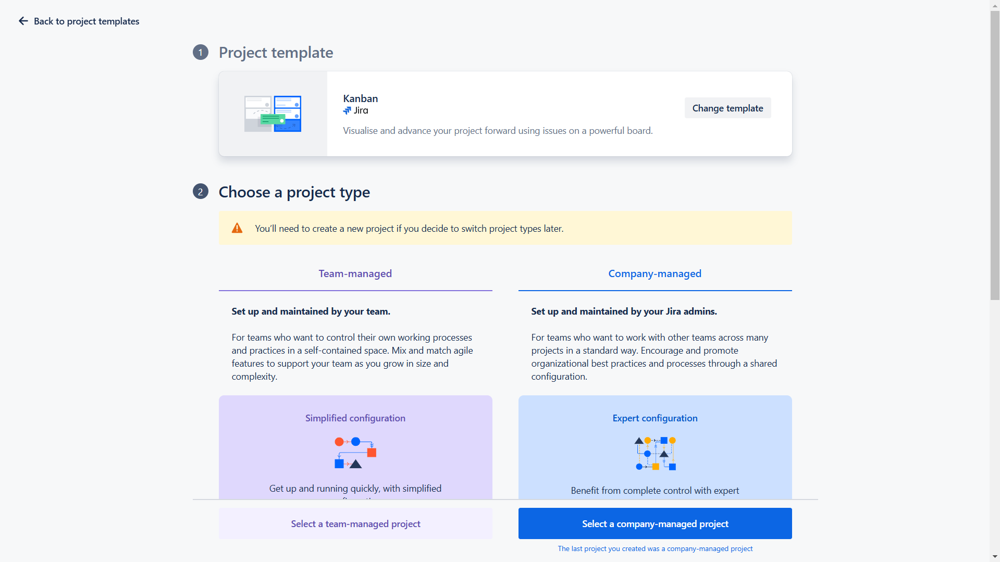 Back to project templates
1
Project template
Kanban
Jira
Visualise and advance your project forward using issues on a powerful board.
Change template
2
Choose a project type
You’ll need to create a new project if you decide to switch project types later.
Team-managed
Set up and maintained by your team.
For teams who want to control their own working processes
and practices in a self-contained space. Mix and match agile
features to support your team as you grow in size and
complexity.
Simplified configuration
Get up and running quickly, with simplified
Select a team-managed project
Company-managed
Set up and maintained by your Jira admins.
For teams who want to work with other teams across many
projects in a standard way. Encourage and promote
organizational best practices and processes through a shared
configuration.
Expert configuration
Benefit from complete control with expert
Select a company-managed project
The last project you created was a company-managed project